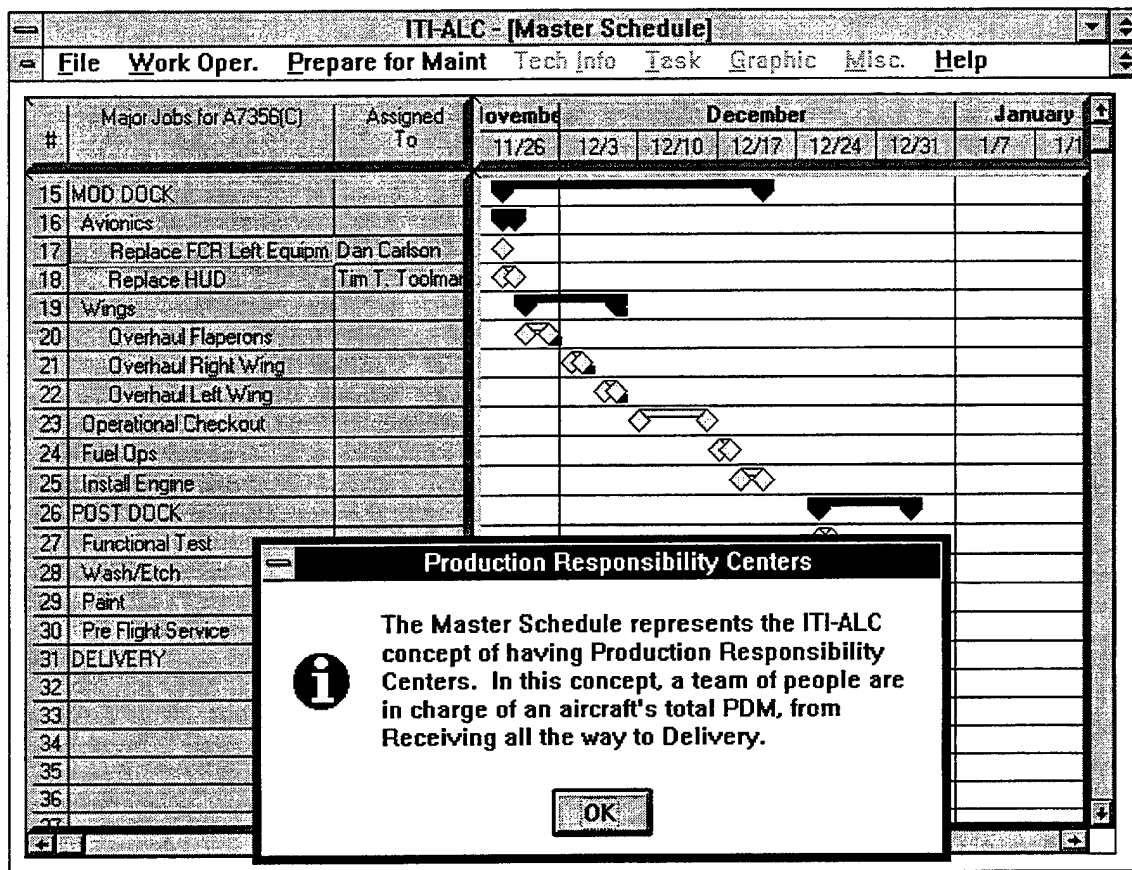 ITI-ALC - [Master Schedule]
File Work Oper. Prepare for Maint Tech Info Task Graphic Misc. Help
# Major Jobs for A7356(C) Assigned To ovembe December January
11/26 12/3 12/10 12/17 12/24 12/31 1/7 1/1
15 MOD DOCK
16 Avionics
17 Replace FCR Left Equipm Dan Carlson
18 Replace HUD Tim T. Toolmar
19 Wings
20 Overhaul Flaperons
21 Overhaul Right Wing
22 Overhaul Left Wing
23 Operational Checkout
24 Fuel Ops
25 Install Engine
26 POST DOCK
27 Functional Test
28 Wash/Etch
29 Paint
30 Pre Flight Service
31 DELIVERY
32
33
34
35
36
37
Production Responsibility Centers
The Master Schedule represents the ITI-ALC
concept of having Production Responsibility
Centers. In this concept, a team of people are
in charge of an aircraft's total PDM, from
Receiving all the way to Delivery.
OK